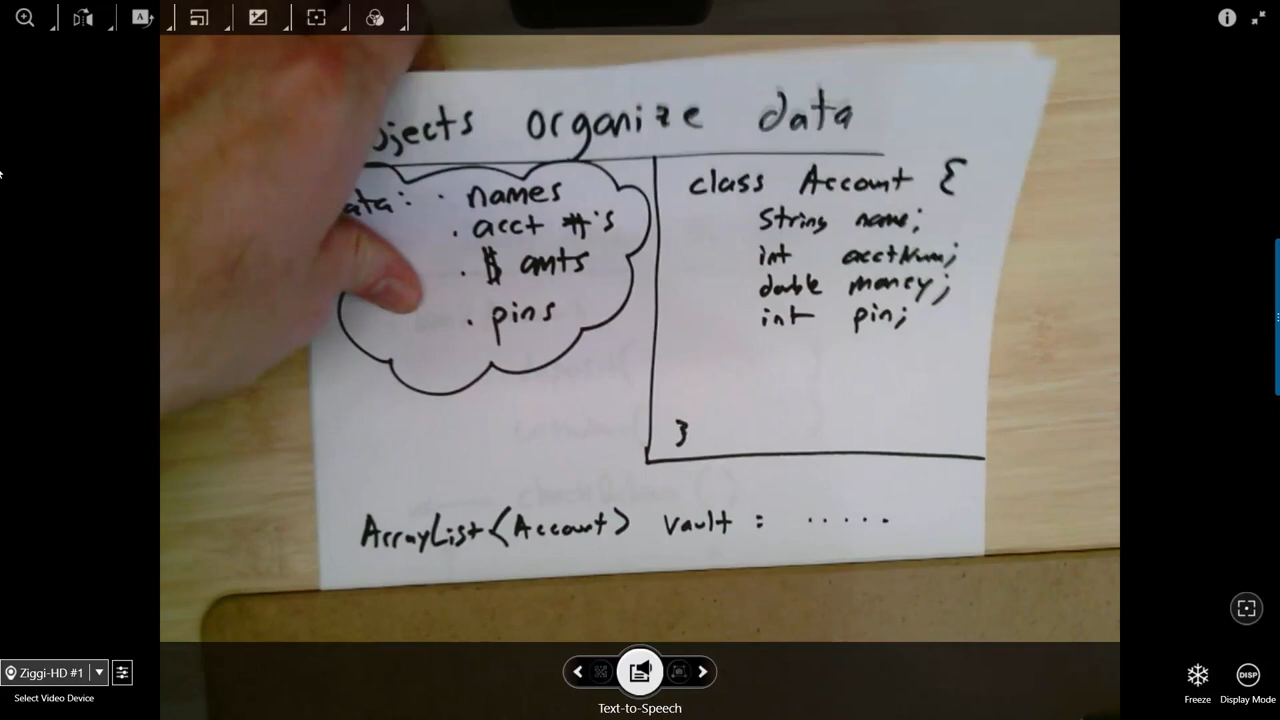 jects organize data
ata: · names
· acct #'s
· $ amts
· pins
class Account {
String name;
int acctNum;
double money;
int pin;
}
ArrayList<Account> vault = .....
Ziggi-HD #1
Select Video Device
Text-to-Speech
Freeze
DISP
Display Mode